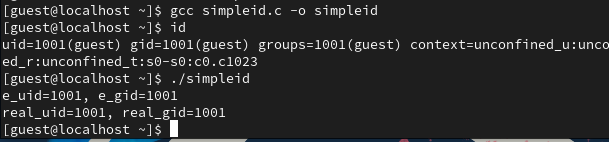 [guest@localhost ~]$ gcc simpleid.c -o simpleid
[guest@localhost ~]$ id
uid=1001(guest) gid=1001(guest) groups=1001(guest) context=unconfined_u:unco
ed_r:unconfined_t:s0-s0:c0.c1023
[guest@localhost ~]$ ./simpleid
e_uid=1001, e_gid=1001
real_uid=1001, real_gid=1001
[guest@localhost ~]$